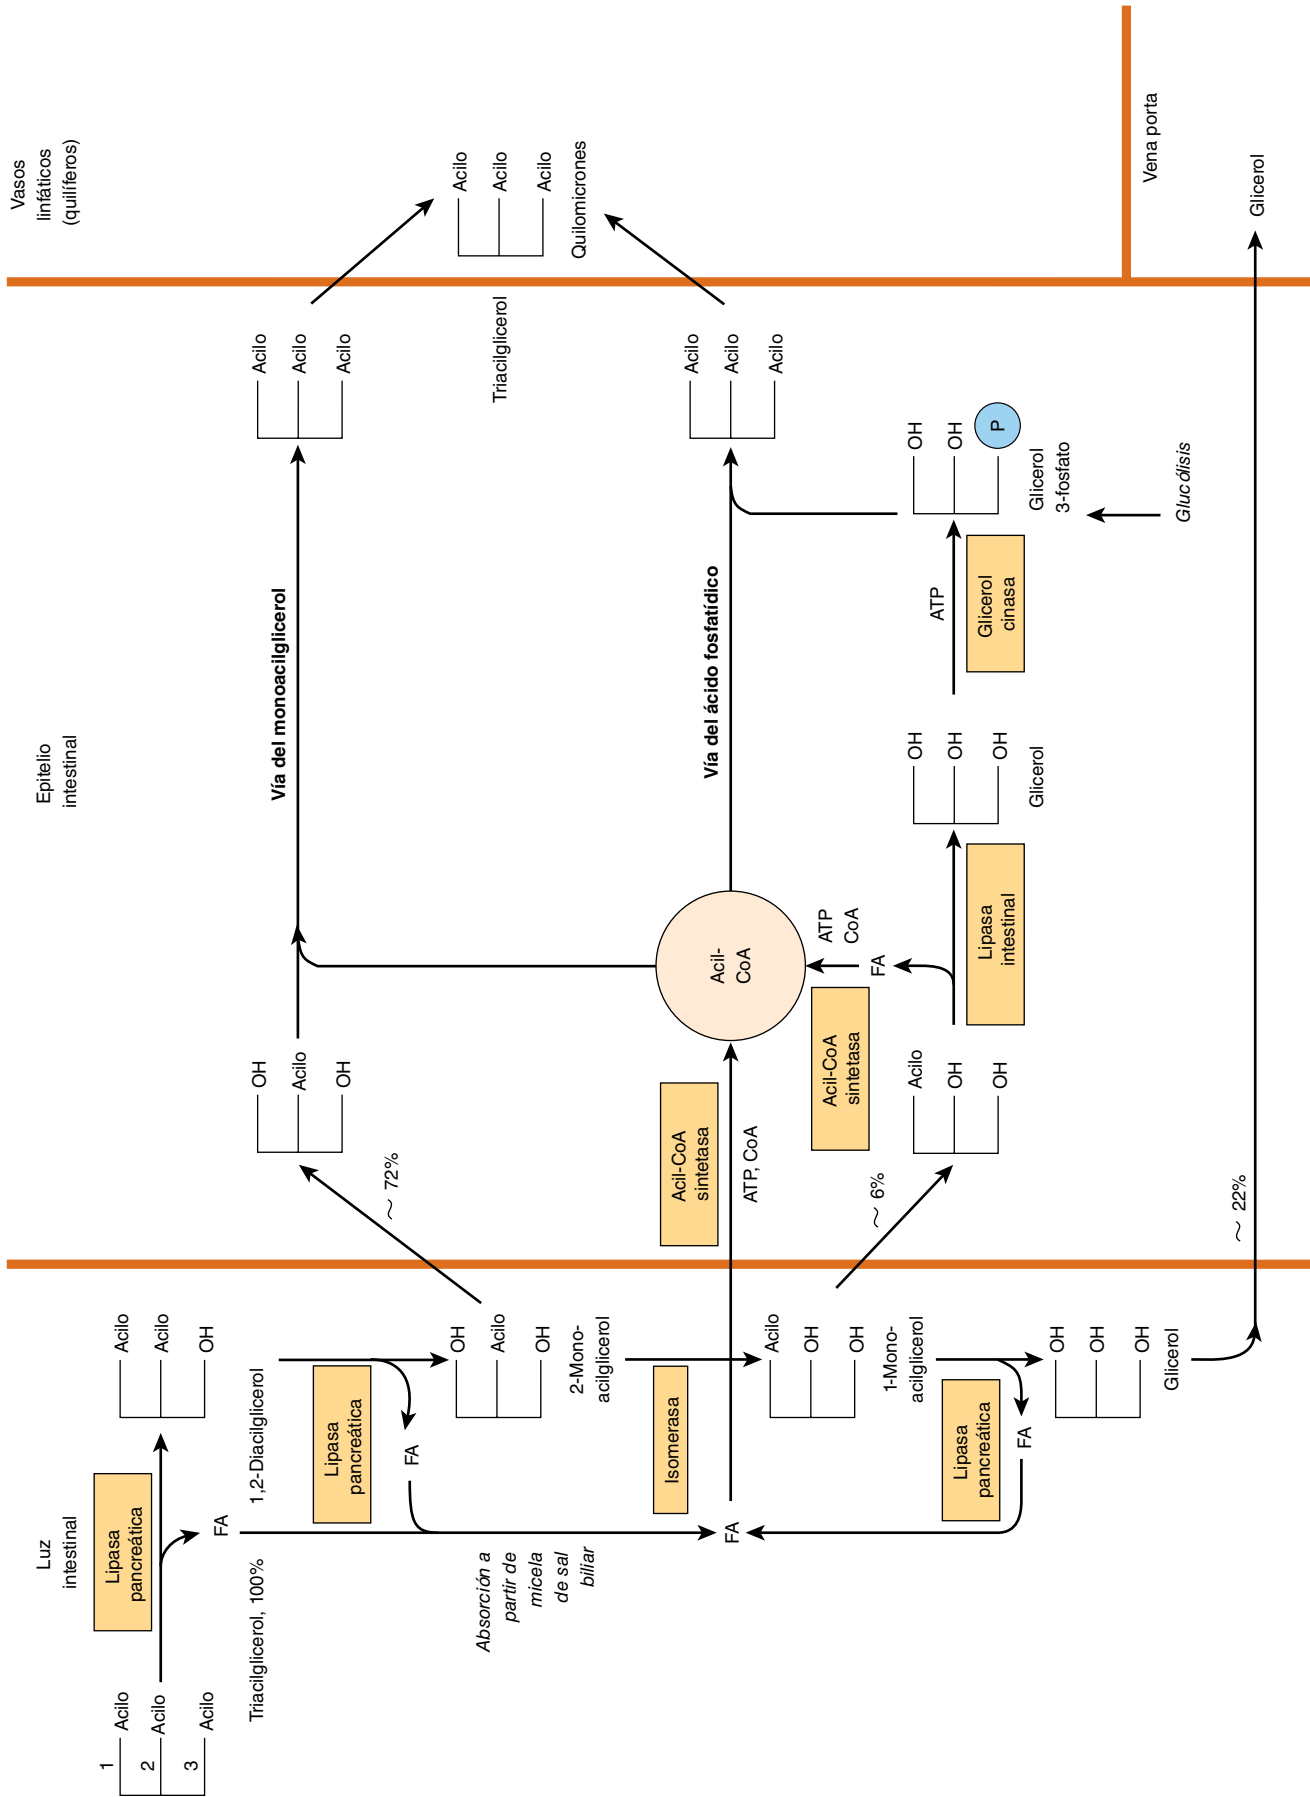 Luz
intestinal
Epitelio
intestinal
Vasos
linfáticos
(quilíferos)
1
2
3
Acilo
Acilo
Acilo
Triacilglicerol, 100%
Lipasa
pancreática
FA
Acilo
Acilo
OH
1,2-Diacilglicerol
Lipasa
pancreática
FA
OH
Acilo
OH
2-Mono-
acilglicerol
Absorción a
partir de
micela
de sal
biliar
Isomerasa
FA
Acilo
OH
OH
1-Mono-
acilglicerol
Lipasa
pancreática
FA
OH
OH
OH
Glicerol
~ 72%
OH
Acilo
OH
Vía del monoacilglicerol
Acilo
Acilo
Acilo
Acil-CoA
sintetasa
ATP, CoA
Acil-
CoA
Vía del ácido fosfatídico
Acilo
Acilo
Acilo
Triacilglicerol
Acil-CoA
sintetasa
ATP
CoA
FA
~ 6%
Acilo
OH
OH
Lipasa
intestinal
OH
OH
OH
Glicerol
ATP
Glicerol
cinasa
OH
OH
P
Glicerol
3-fosfato
Glucólisis
~ 22%
Acilo
Acilo
Acilo
Quilomicrones
Vena porta
Glicerol